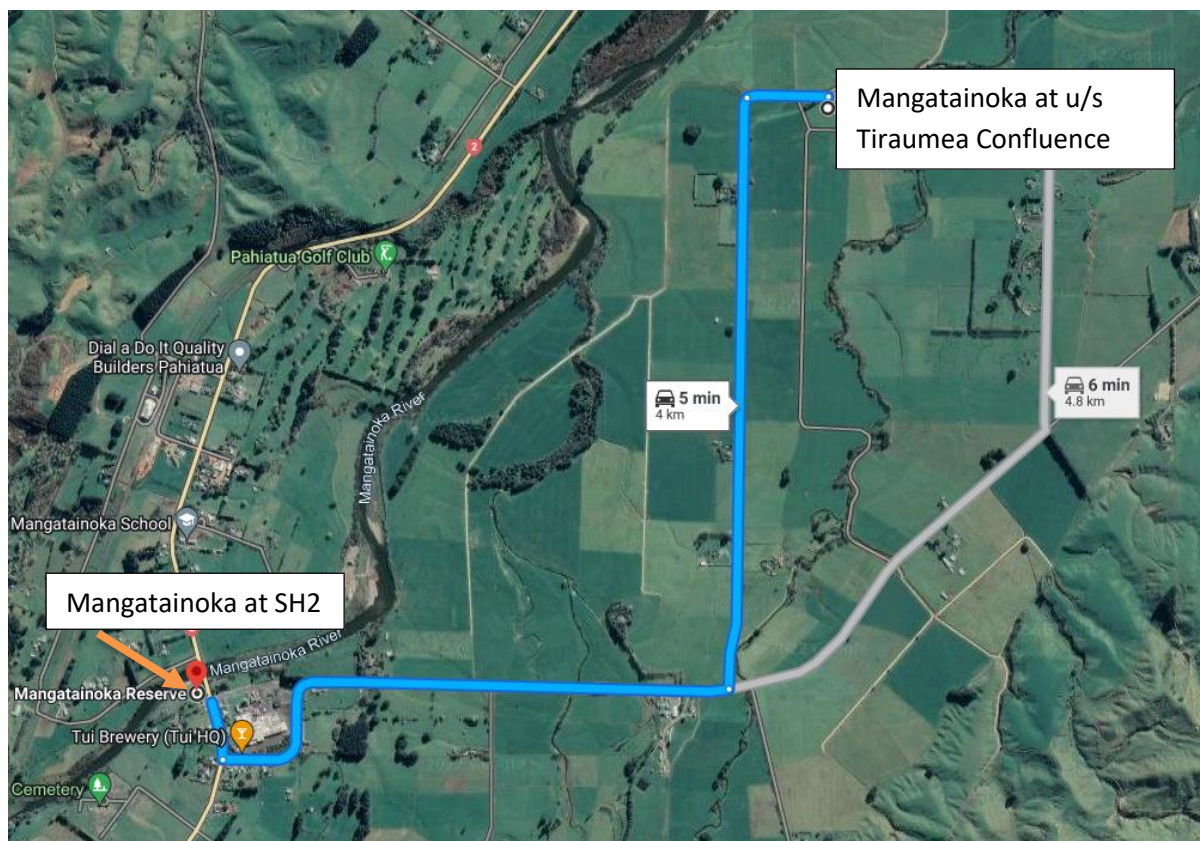 Mangatainoka at u/s
Tiraumea Confluence
2
Pahiatua Golf Club
Dial a Do It Quality
Builders Pahiatua
Mangatainoka River
5 min
4 km
6 min
4.8 km
Mangatainoka School
Mangatainoka at SH2
Mangatainoka River
Mangatainoka Reserve
Tui Brewery (Tui HQ)
Cemetery